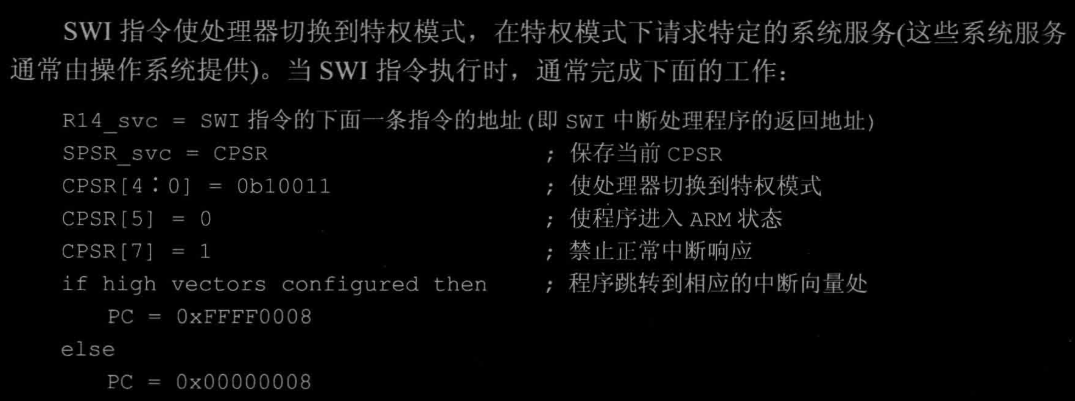 SWI 指令使处理器切换到特权模式，在特权模式下请求特定的系统服务(这些系统服务
通常由操作系统提供)。当 SWI 指令执行时，通常完成下面的工作：
R14_svc = SWI 指令的下面一条指令的地址(即 SWI 中断处理程序的返回地址)
SPSR_svc = CPSR ; 保存当前 CPSR
CPSR[4：0] = 0b10011 ; 使处理器切换到特权模式
CPSR[5] = 0 ; 使程序进入 ARM 状态
CPSR[7] = 1 ; 禁止正常中断响应
if high vectors configured then ; 程序跳转到相应的中断向量处
PC = 0xFFFF0008
else
PC = 0x00000008